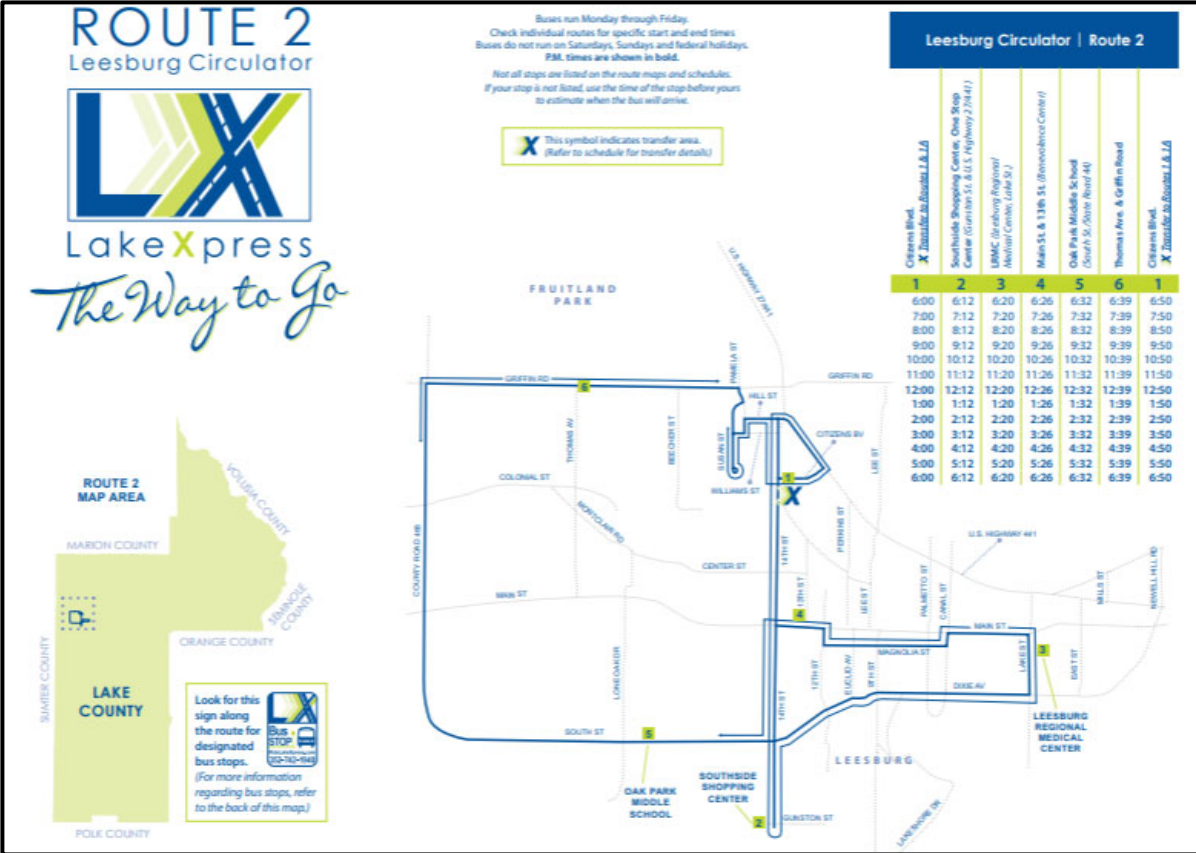 ROUTE 2
Leesburg Circulator
LX
LakeXpress
The Way to Go
Buses run Monday through Friday.
Check individual routes for specific start and end times
Buses do not run on Saturdays, Sundays and federal holidays.
P.M. times are shown in bold.
Not all stops are listed on the route maps and schedules.
If your stop is not listed, use the time of the stop before yours
to estimate when the bus will arrive.
X This symbol indicates transfer area.
(Refer to schedule for transfer details)
Leesburg Circulator | Route 2
Citizens Blvd.
X Transfer to Routes 1 & 1A
Southside Shopping Center, One Stop
Center (Gunston St. & U.S. Highway 27/441)
LRMC (Leesburg Regional
Medical Center, Lake St.)
Main St. & 13th St. (Benevolence Center)
Oak Park Middle School
(South St./State Road 44)
Thomas Ave. & Griffin Road
Citizens Blvd.
X Transfer to Routes 1 & 1A
1 2 3 4 5 6 1
6:00 6:12 6:20 6:26 6:32 6:39 6:50
7:00 7:12 7:20 7:26 7:32 7:39 7:50
8:00 8:12 8:20 8:26 8:32 8:39 8:50
9:00 9:12 9:20 9:26 9:32 9:39 9:50
10:00 10:12 10:20 10:26 10:32 10:39 10:50
11:00 11:12 11:20 11:26 11:32 11:39 11:50
12:00 12:12 12:20 12:26 12:32 12:39 12:50
1:00 1:12 1:20 1:26 1:32 1:39 1:50
2:00 2:12 2:20 2:26 2:32 2:39 2:50
3:00 3:12 3:20 3:26 3:32 3:39 3:50
4:00 4:12 4:20 4:26 4:32 4:39 4:50
5:00 5:12 5:20 5:26 5:32 5:39 5:50
6:00 6:12 6:20 6:26 6:32 6:39 6:50
FRUITLAND
PARK
U.S. HIGHWAY 27/441
PAMELA ST
GRIFFIN RD
6
GRIFFIN RD
HILL ST
THOMAS AV
BEECHER ST
SUSAN ST
CITIZENS BV
LEE ST
COLONIAL ST
1
X
WILLIAMS ST
MONTCLAIR RD
PERKINS ST
U.S. HIGHWAY 441
COUNTY ROAD 468
CENTER ST
14TH ST
13TH ST
LEE ST
PALMETTO ST
CANAL ST
MILLS ST
NEWELL HILL RD
MAIN ST
4
MAIN ST
MAGNOLIA ST
LAKE ST
3
EAST ST
LONE OAK DR
12TH ST
EUCLID AV
9TH ST
DIXIE AV
14TH ST
SOUTH ST
5
LEESBURG
REGIONAL
MEDICAL
CENTER
LEESBURG
OAK PARK
MIDDLE
SCHOOL
SOUTHSIDE
SHOPPING
CENTER
2
GUNSTON ST
LAKESHORE DR
ROUTE 2
MAP AREA
VOLUSIA COUNTY
MARION COUNTY
SEMINOLE
COUNTY
ORANGE COUNTY
SUMTER COUNTY
LAKE
COUNTY
POLK COUNTY
Look for this
sign along
the route for
designated
bus stops.
(For more information
regarding bus stops, refer
to the back of this map.)
LX
Bus
STOP